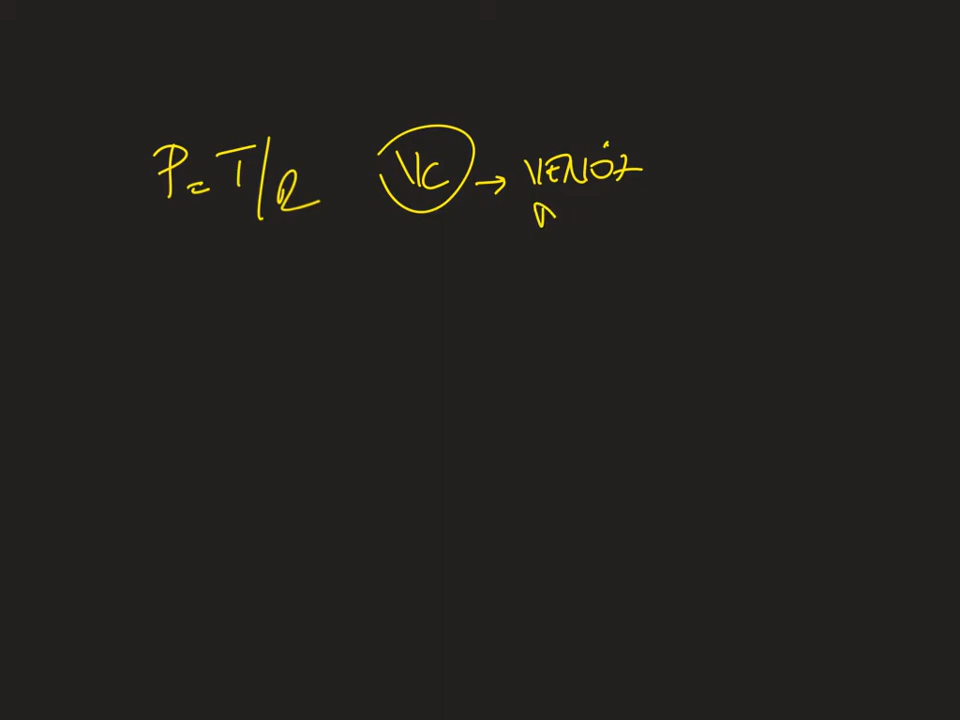 P= T/R VC → VENÖZ